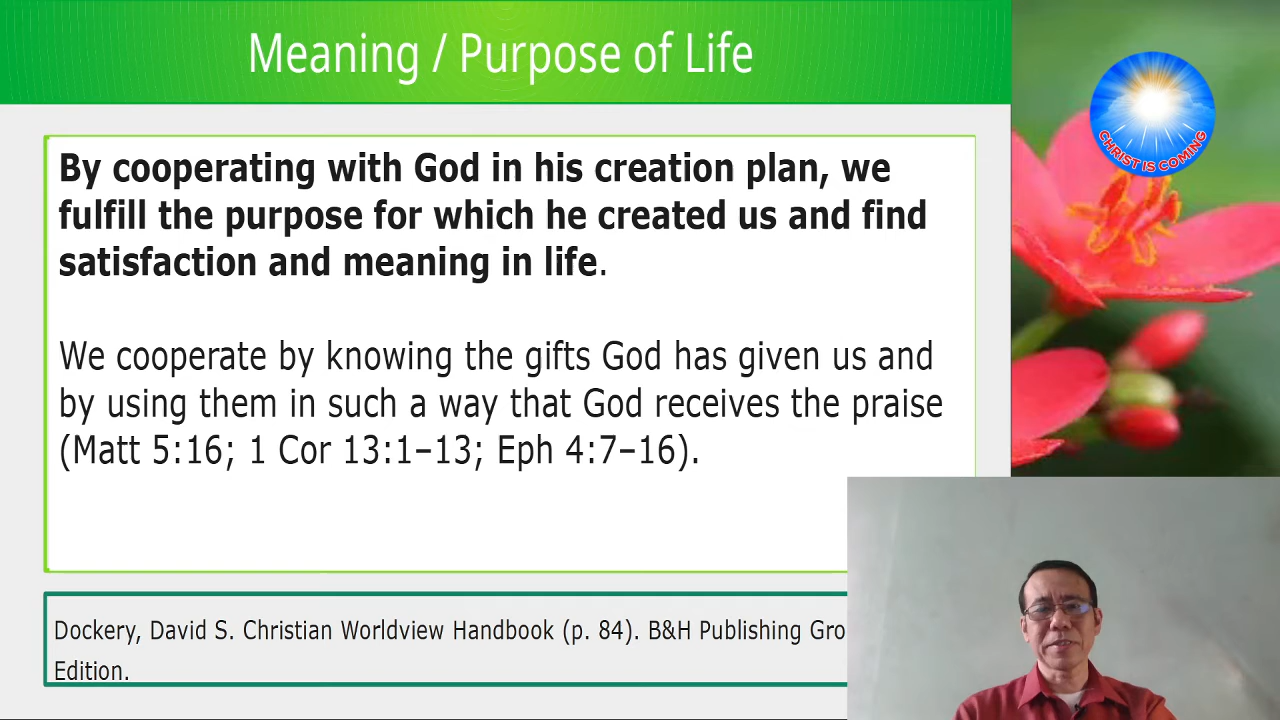 Meaning / Purpose of Life
CHRIST IS COMING
By cooperating with God in his creation plan, we
fulfill the purpose for which he created us and find
satisfaction and meaning in life.
We cooperate by knowing the gifts God has given us and
by using them in such a way that God receives the praise
(Matt 5:16; 1 Cor 13:1–13; Eph 4:7–16).
Dockery, David S. Christian Worldview Handbook (p. 84). B&H Publishing
Edition.